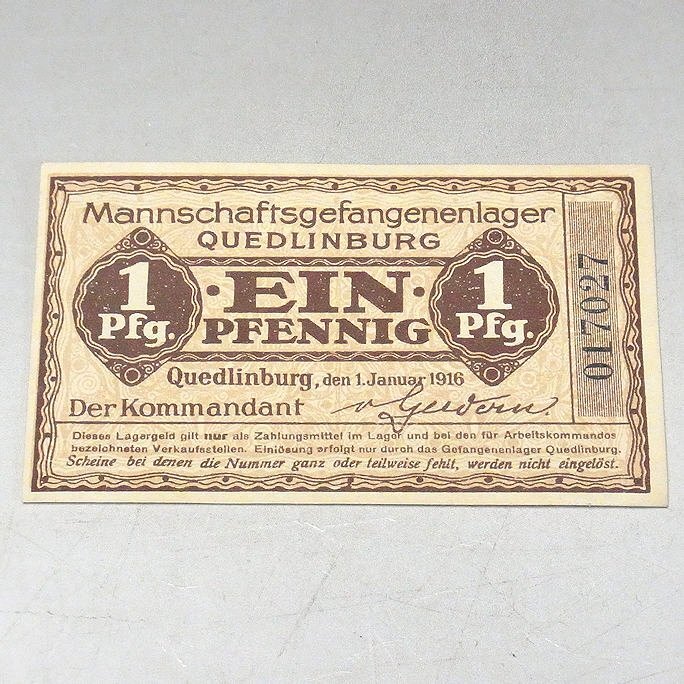 Mannschaftsgefangenenlager
QUEDLINBURG
1 Pfg.
· EIN ·
PFENNIG
1 Pfg.
017027
Quedlinburg, den 1. Januar 1916
Der Kommandant v. Geldern.
Dieses Lagergeld gilt nur als Zahlungsmittel im Lager und bei den für Arbeitskommandos
bezeichneten Verkaufsstellen. Einlösung erfolgt nur durch das Gefangenenlager Quedlinburg.
Scheine bei denen die Nummer ganz oder teilweise fehlt, werden nicht eingelöst.